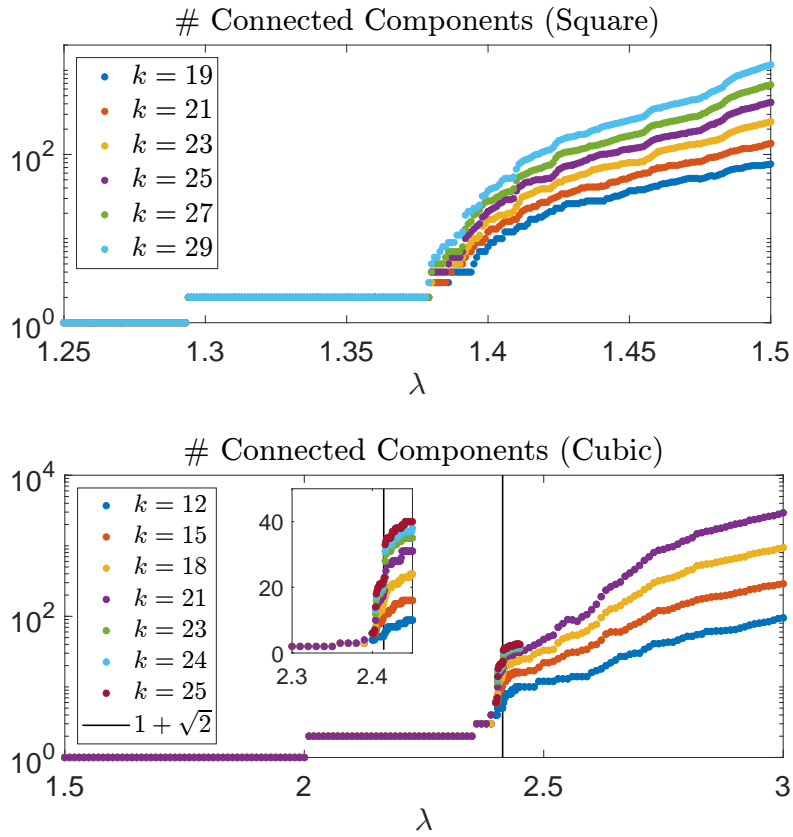 # Connected Components (Square)
k = 19
k = 21
k = 23
k = 25
k = 27
k = 29
10^2
10^0
1.25 1.3 1.35 1.4 1.45 1.5
λ
# Connected Components (Cubic)
10^4
10^2
10^0
k = 12
k = 15
k = 18
k = 21
k = 23
k = 24
k = 25
1 + √2
40
20
0
2.3 2.4
1.5 2 2.5 3
λ